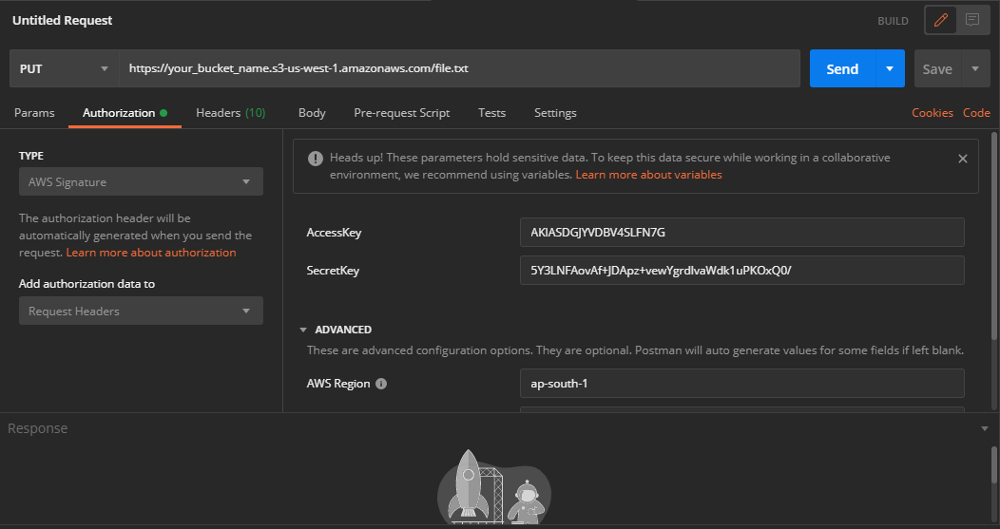 Untitled Request
BUILD
PUT
https://your_bucket_name.s3-us-west-1.amazonaws.com/file.txt
Send
Save
Params
Authorization
Headers (10)
Body
Pre-request Script
Tests
Settings
Cookies
Code
TYPE
AWS Signature
The authorization header will be
automatically generated when you send the
request. Learn more about authorization
Add authorization data to
Request Headers
Heads up! These parameters hold sensitive data. To keep this data secure while working in a collaborative
environment, we recommend using variables. Learn more about variables
AccessKey
AKIASDGJYVDBV4SLFN7G
SecretKey
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
ADVANCED
These are advanced configuration options. They are optional. Postman will auto generate values for some fields if left blank.
AWS Region
ap-south-1
Response